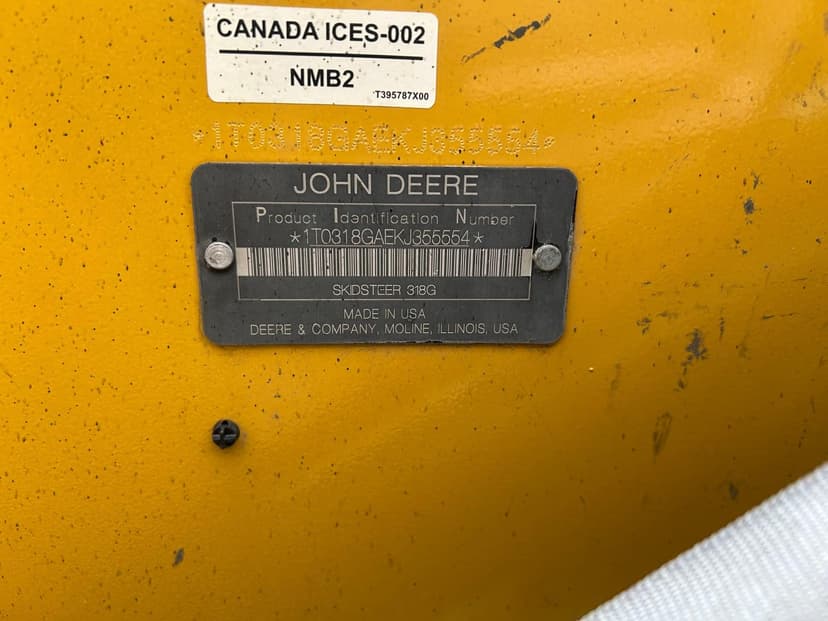 CANADA ICES-002
NMB2
T395787X00
*1T0318GAEKJ355554*
JOHN DEERE
Product Identification Number
*1T0318GAEKJ355554*
SKIDSTEER 318G
MADE IN USA
DEERE & COMPANY, MOLINE, ILLINOIS, USA